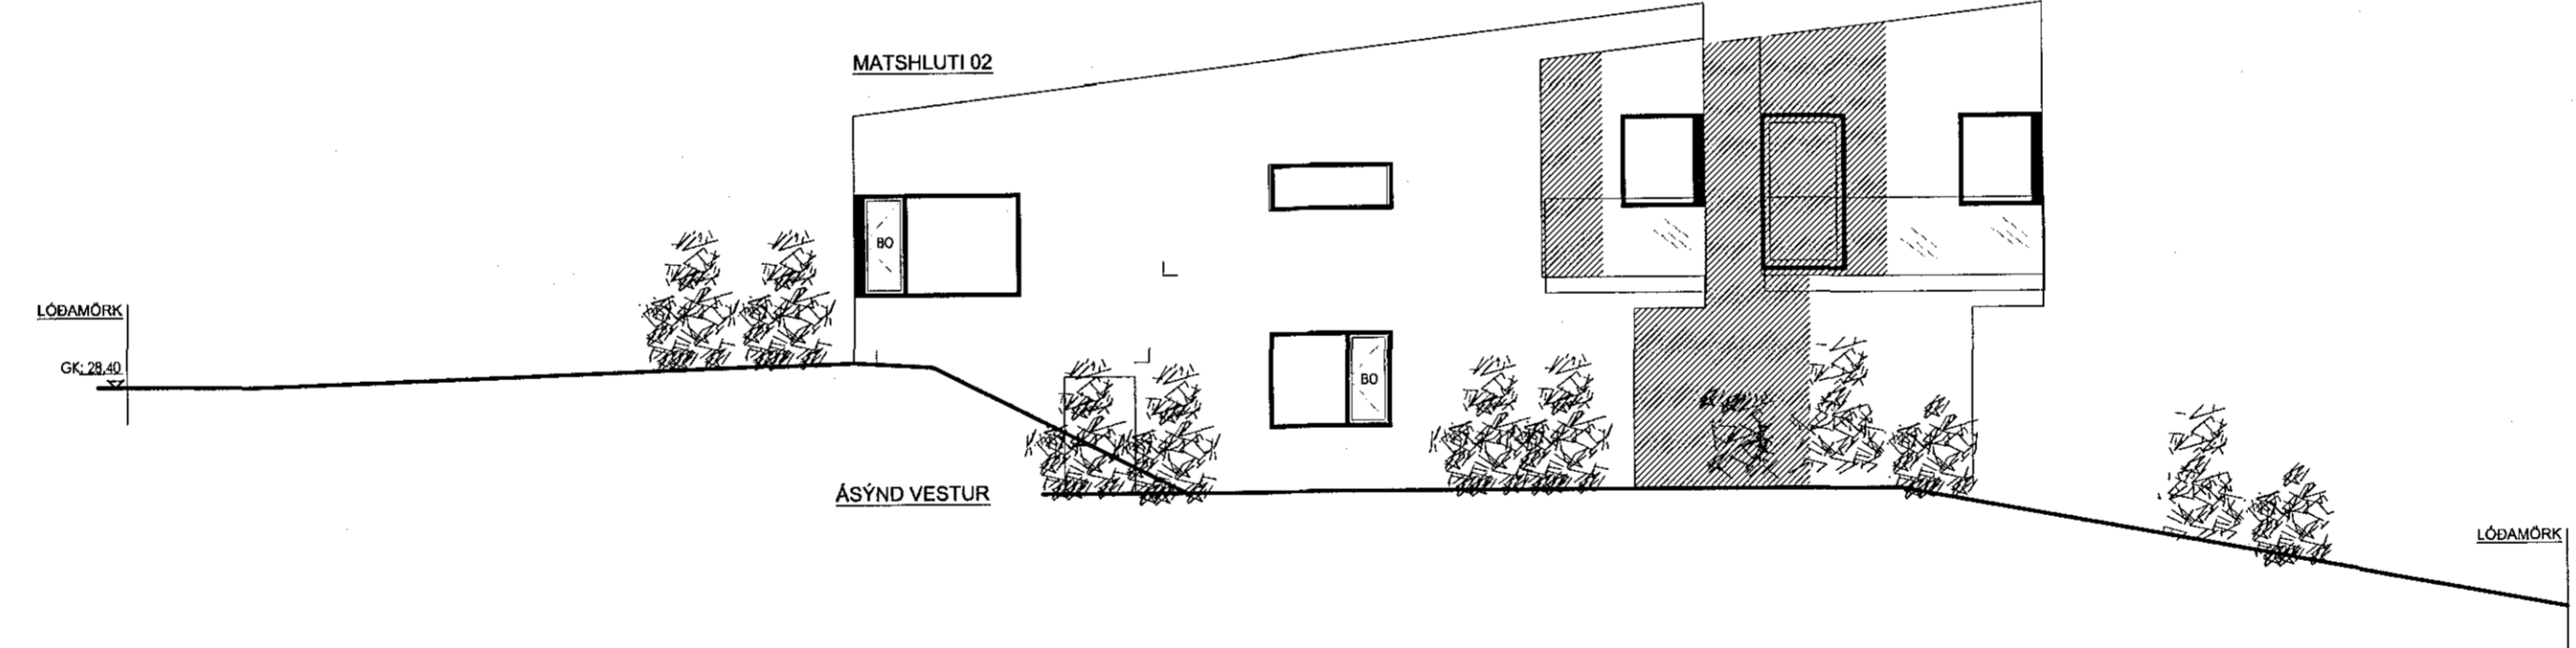 MATSHLUTI 02
BO
LÓÐAMÖRK
GK: 28.40
BO
ÁSÝND VESTUR
LÓÐAMÖRK